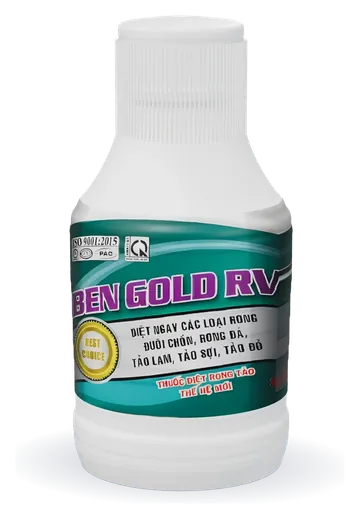 ISO 9001:2015
PAC
BEN GOLD RV
BEST
CHOICE
DIỆT NGAY CÁC LOẠI RONG
ĐUÔI CHỒN, RONG ĐÁ,
TẢO LAM, TẢO SỢI, TẢO ĐỎ
THUỐC DIỆT RONG TẢO
THẾ HỆ MỚI